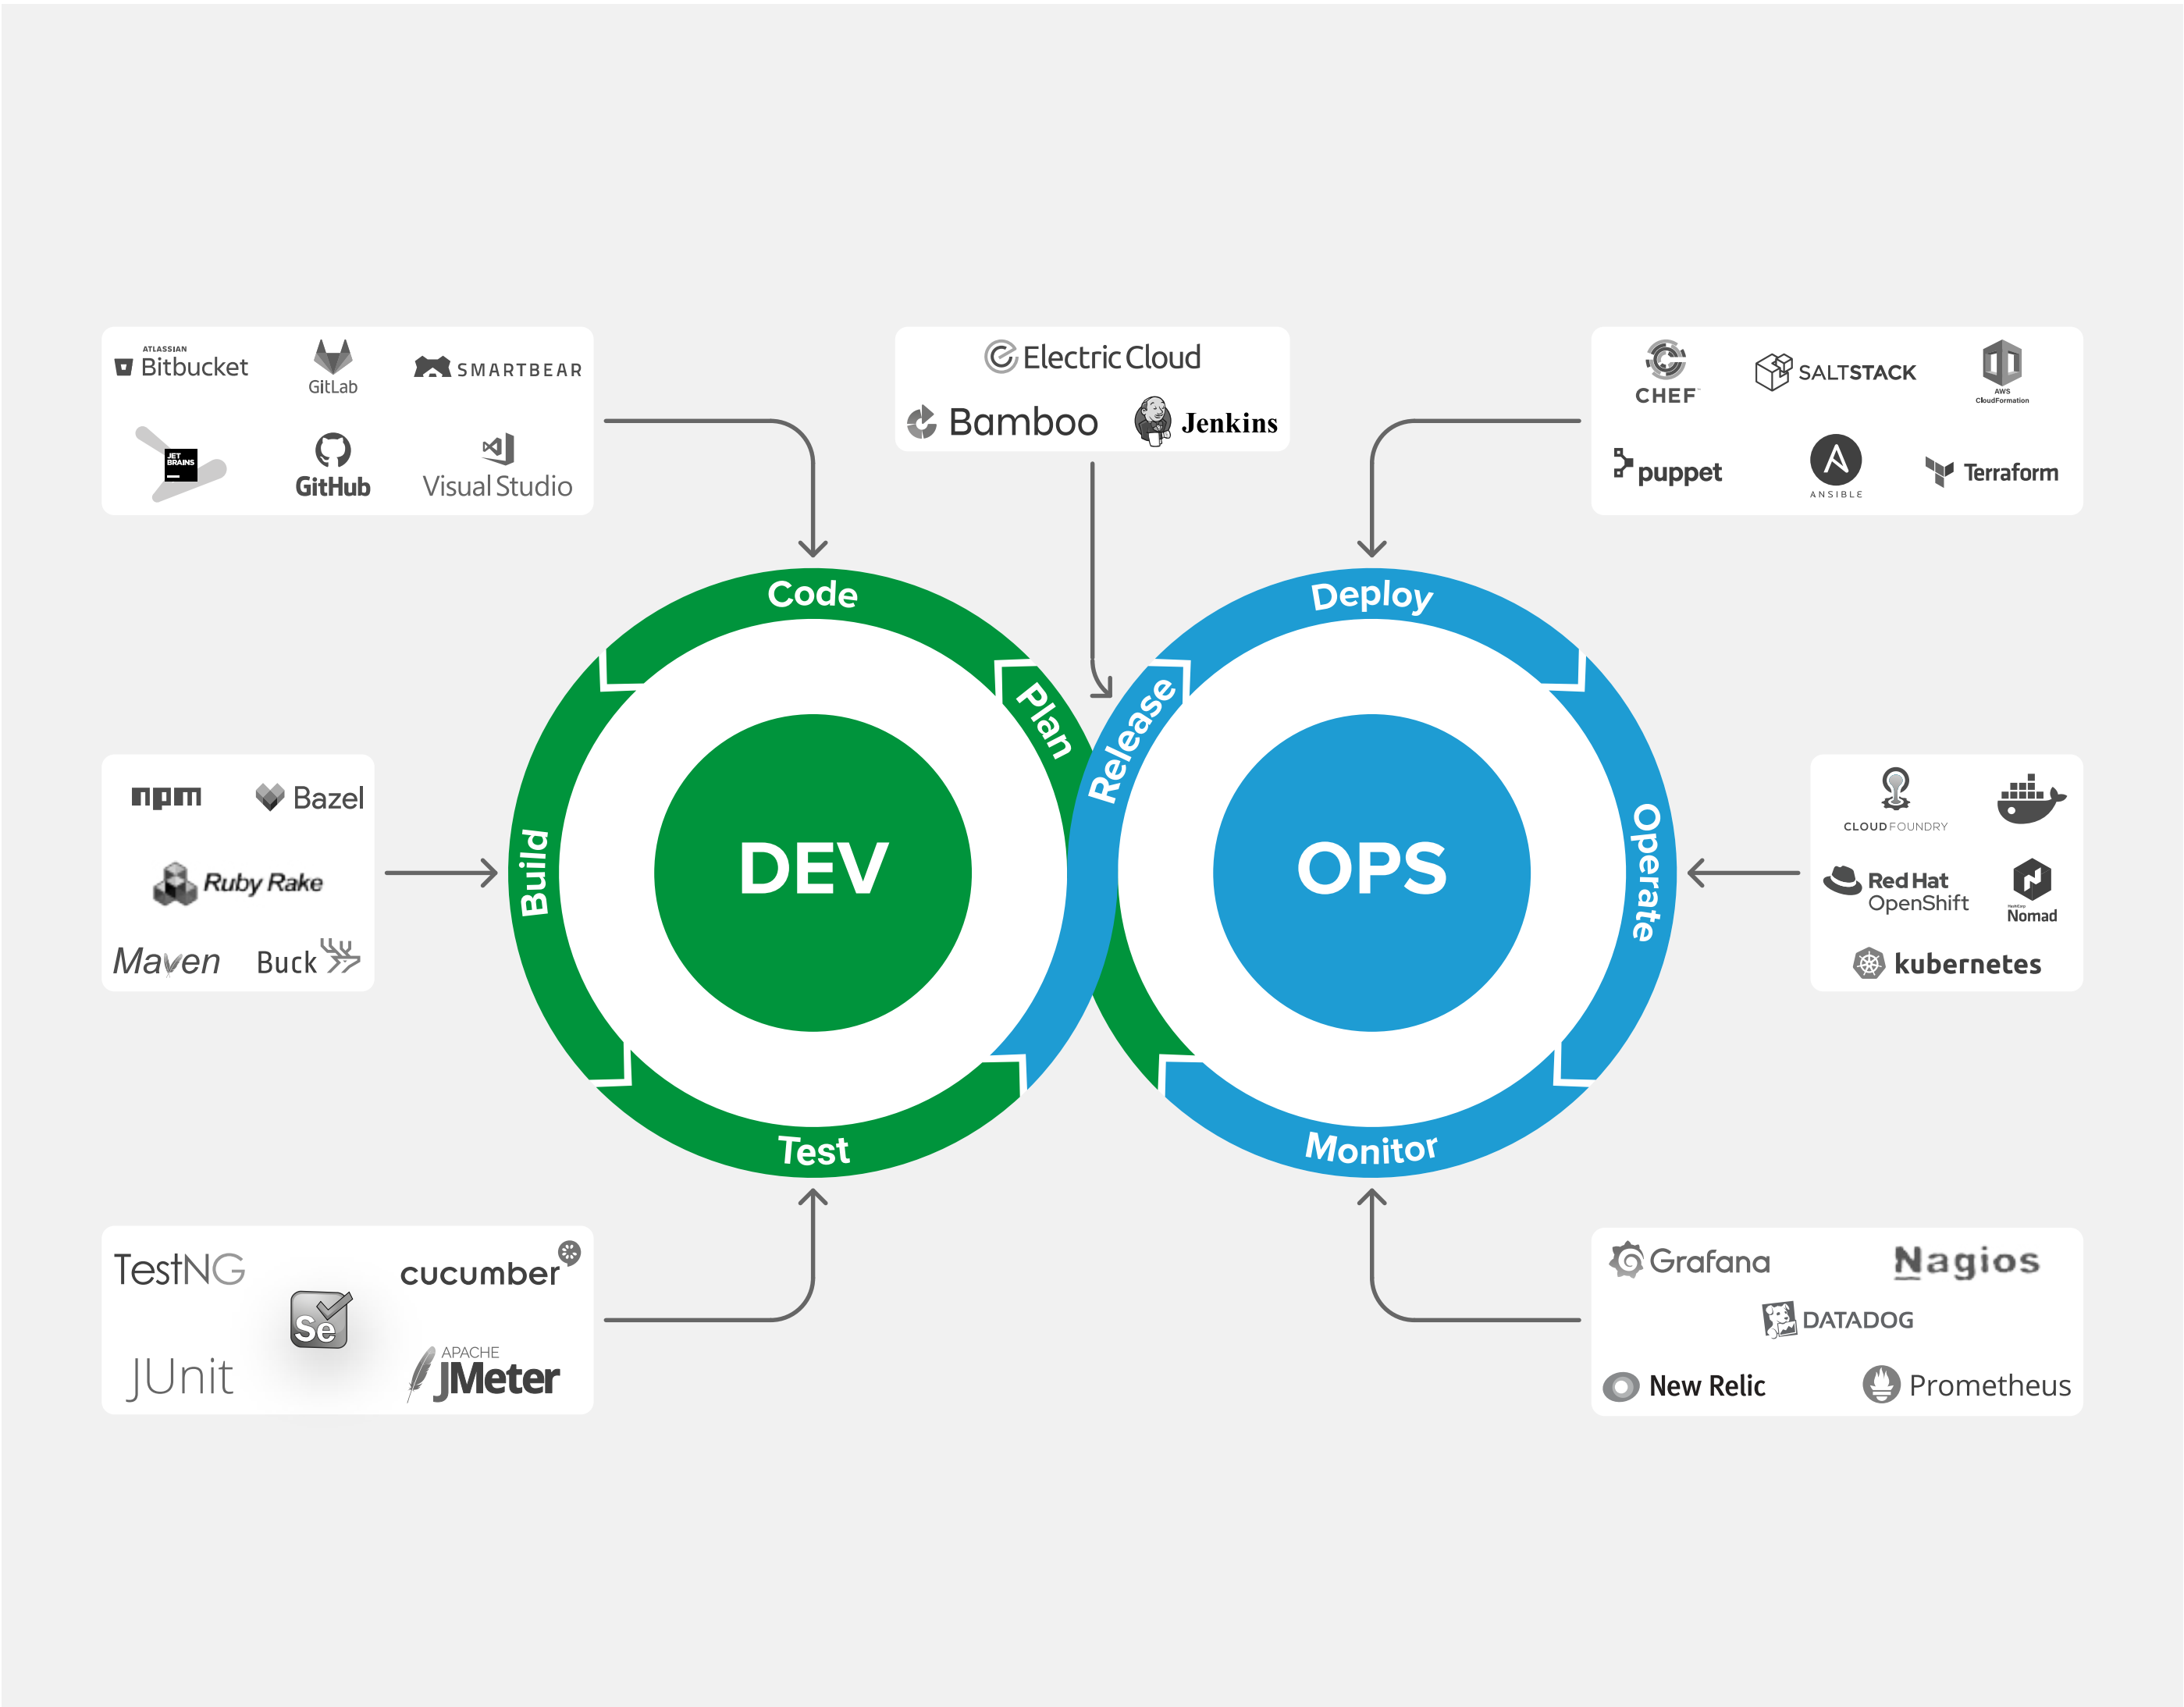 ATLASSIAN
Bitbucket
GitLab
SMARTBEAR
JET
BRAINS
GitHub
Visual Studio
Electric Cloud
Bamboo
Jenkins
CHEF™
SALTSTACK
AWS
CloudFormation
puppet
A
ANSIBLE
Terraform
Code
Plan
Release
Deploy
npm
Bazel
Ruby Rake
Maven
Buck
Build
DEV
OPS
Operate
CLOUD FOUNDRY
Red Hat
OpenShift
HashiCorp
Nomad
kubernetes
Test
Monitor
TestNG
cucumber
Se
JUnit
APACHE
JMeter
Grafana
Nagios
DATADOG
New Relic
Prometheus